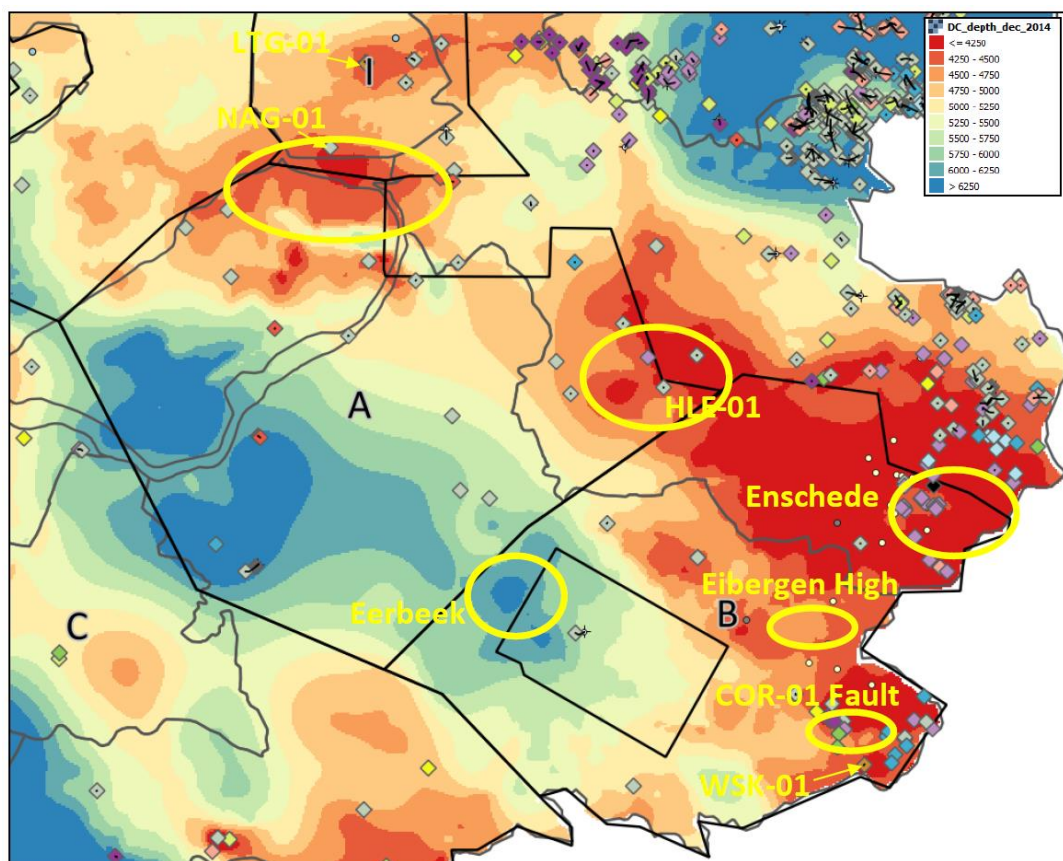 DC_depth_dec_2014
<= 4250
4250 - 4500
4500 - 4750
4750 - 5000
5000 - 5250
5250 - 5500
5500 - 5750
5750 - 6000
6000 - 6250
> 6250
LTG-01
I
NAG-01
A
HLE-01
Enschede
Eibergen High
Eerbeek
B
C
COR-01 Fault
WSK-01